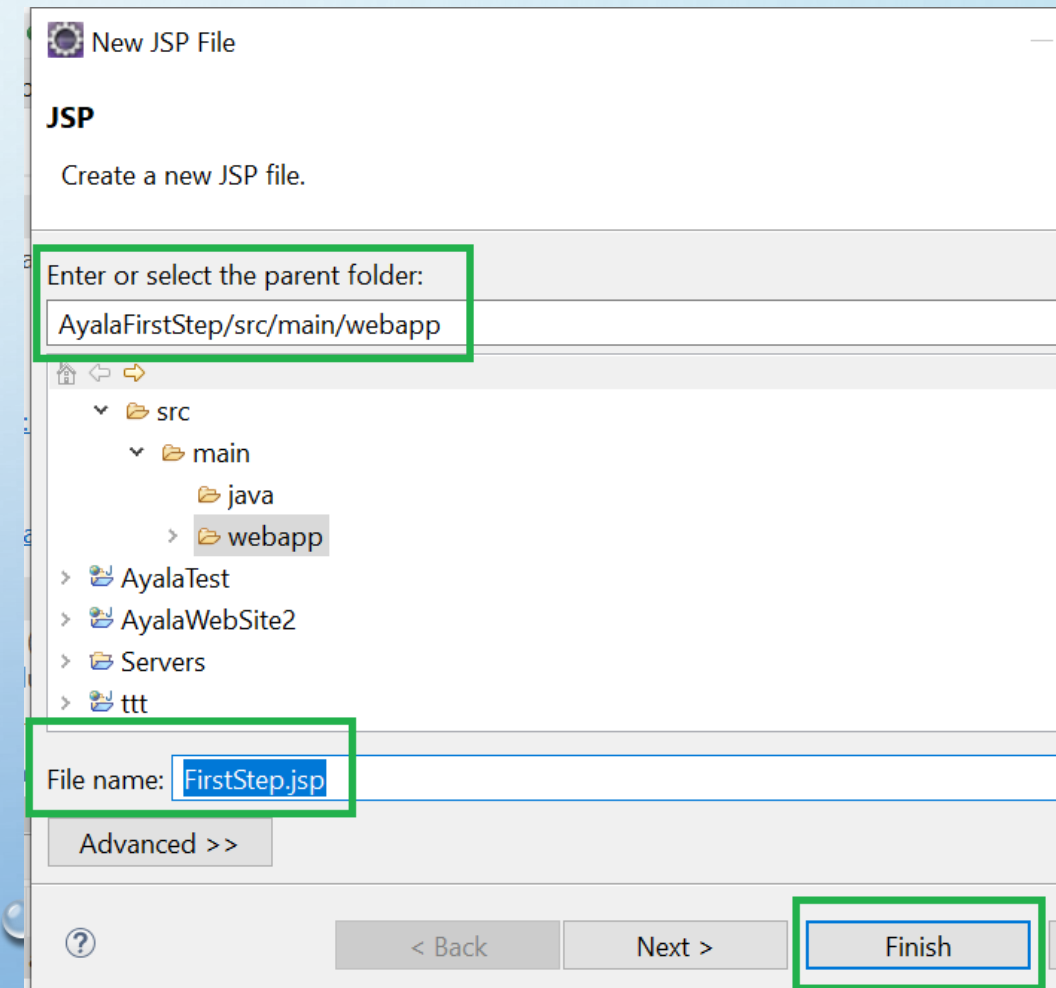 New JSP File
JSP
Create a new JSP file.
Enter or select the parent folder:
AyalaFirstStep/src/main/webapp
src
main
java
webapp
AyalaTest
AyalaWebSite2
Servers
ttt
File name: FirstStep.jsp
Advanced >>
< Back Next > Finish